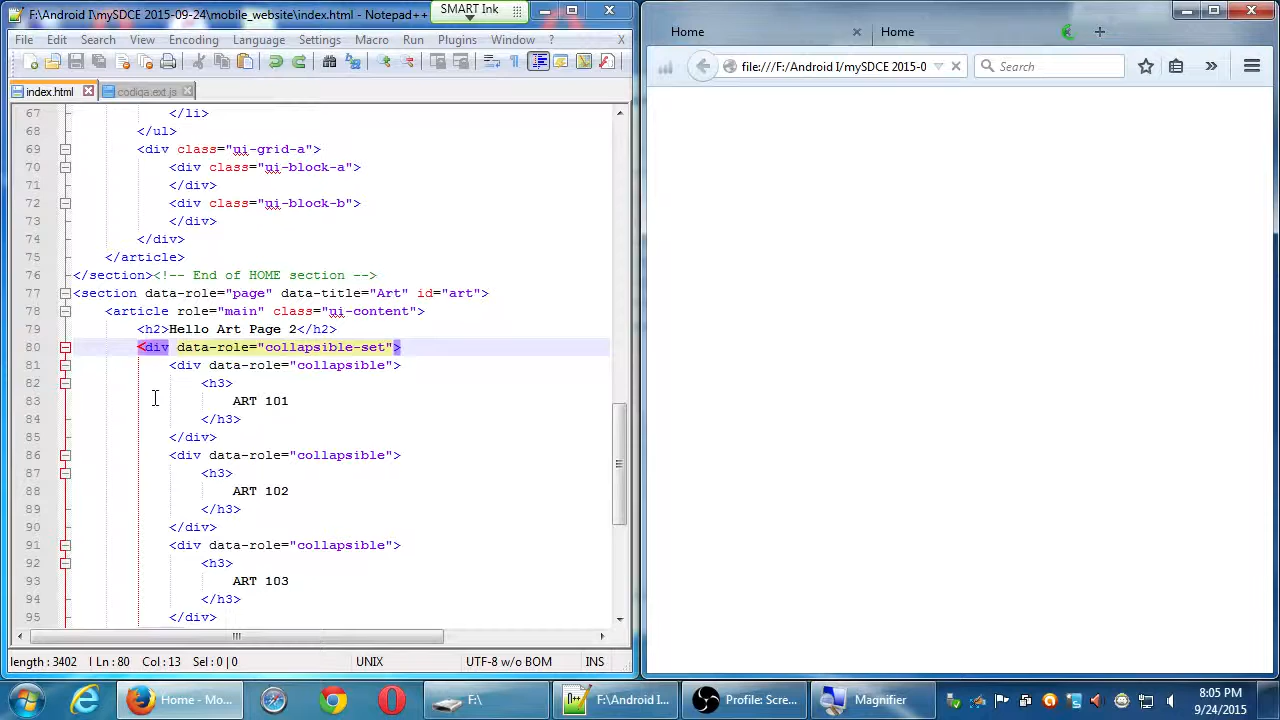 F:\Android I\mySDCE 2015-09-24\mobile_website\index.html - Notepad++
SMART Ink
File Edit Search View Encoding Language Settings Macro Run Plugins Window ? X
index.html
codiqa.ext.js
67 </li>
68 </ul>
69 <div class="ui-grid-a">
70 <div class="ui-block-a">
71 </div>
72 <div class="ui-block-b">
73 </div>
74 </div>
75 </article>
76 </section><!-- End of HOME section -->
77 <section data-role="page" data-title="Art" id="art">
78 <article role="main" class="ui-content">
79 <h2>Hello Art Page 2</h2>
80 <div data-role="collapsible-set">
81 <div data-role="collapsible">
82 <h3>
83 ART 101
84 </h3>
85 </div>
86 <div data-role="collapsible">
87 <h3>
88 ART 102
89 </h3>
90 </div>
91 <div data-role="collapsible">
92 <h3>
93 ART 103
94 </h3>
95 </div>
length : 3402 l Ln : 80 Col : 13 Sel : 0 | 0 UNIX UTF-8 w/o BOM INS
Home
Home
file:///F:/Android I/mySDCE 2015-0
Search
Home - Mo...
F:\
F:\Android I...
Profile: Scre...
Magnifier
8:05 PM
9/24/2015